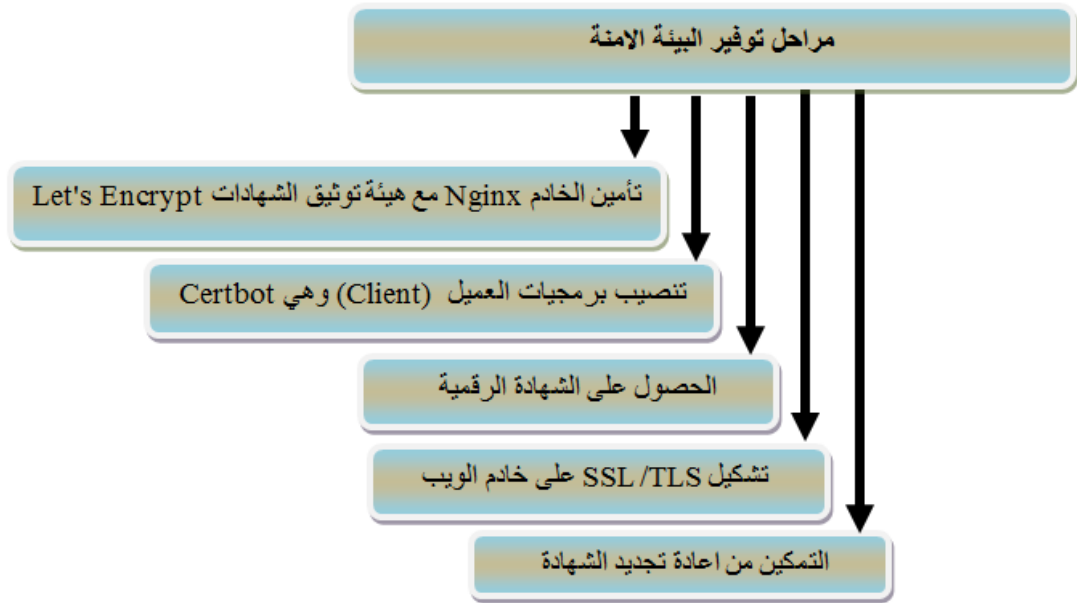 مراحل توفير البيئة الامنة
تأمين الخادم Nginx مع هيئة توثيق الشهادات Let's Encrypt
تنصيب برمجيات العميل (Client) وهي Certbot
الحصول على الشهادة الرقمية
تشكيل SSL /TLS على خادم الويب
التمكين من اعادة تجديد الشهادة